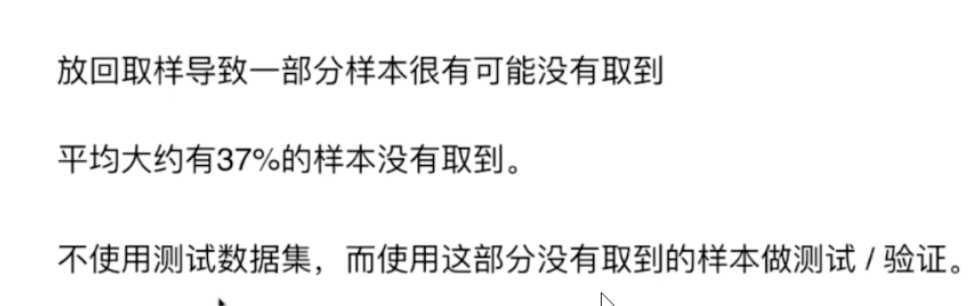 放回取样导致一部分样本很有可能没有取到
平均大约有37%的样本没有取到。
不使用测试数据集，而使用这部分没有取到的样本做测试 / 验证。